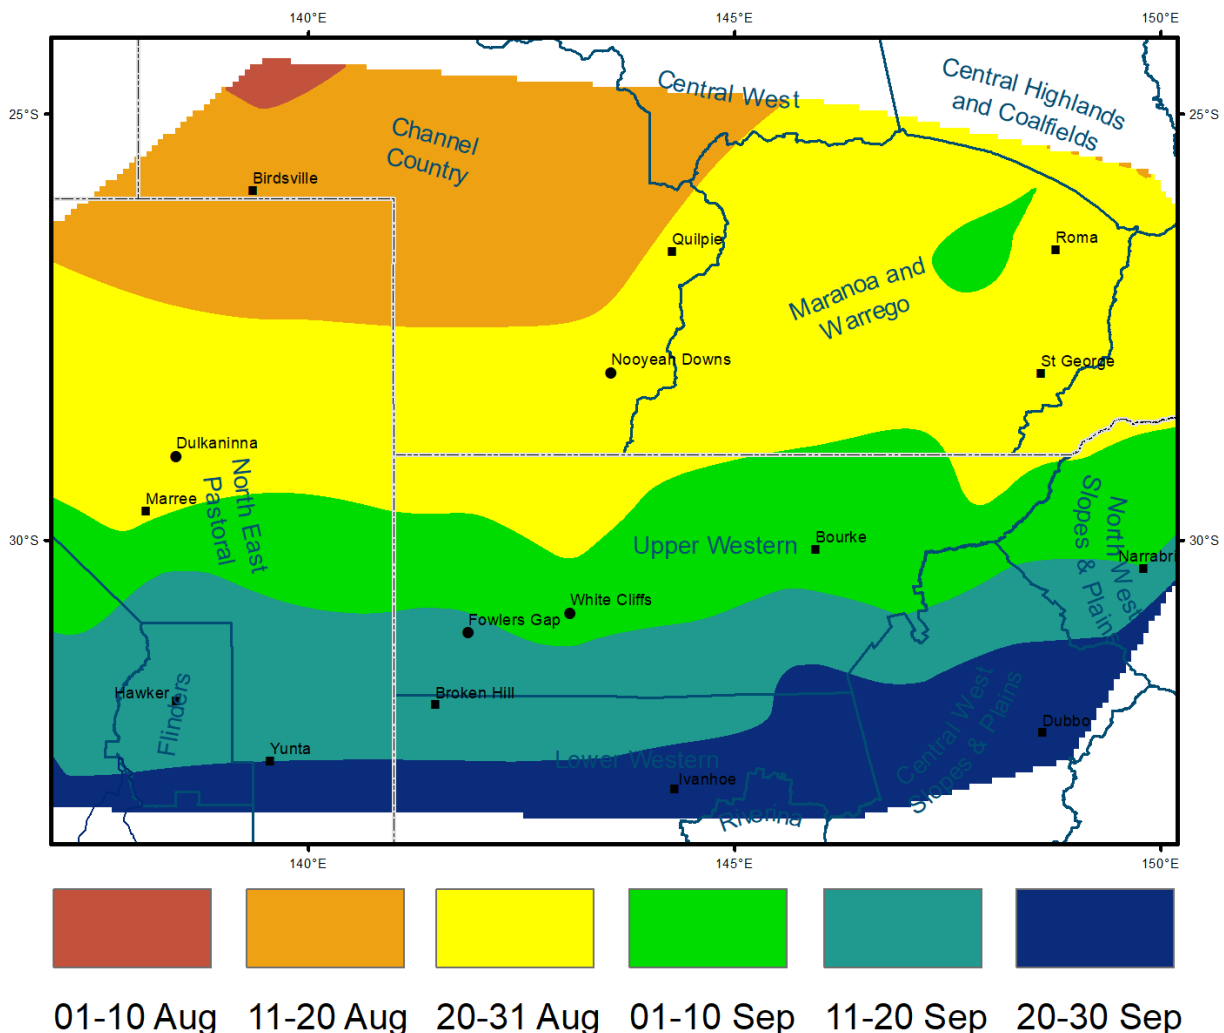 140°E
145°E
150°E
Central West
Central Highlands
and Coalfields
25°S
25°S
Channel
Country
Birdsville
Quilpie
Roma
Maranoa and
Warrego
Nooyeah Downs
St George
Dulkaninna
North East
Pastoral
Marree
North West
Slopes & Plains
30°S
30°S
Upper Western
Bourke
Narrabri
White Cliffs
Fowlers Gap
Hawker
Flinders
Broken Hill
Central West
Slopes & Plains
Dubbo
Yunta
Lower Western
Ivanhoe
Riverina
140°E
145°E
150°E
01-10 Aug
11-20 Aug
20-31 Aug
01-10 Sep
11-20 Sep
20-30 Sep